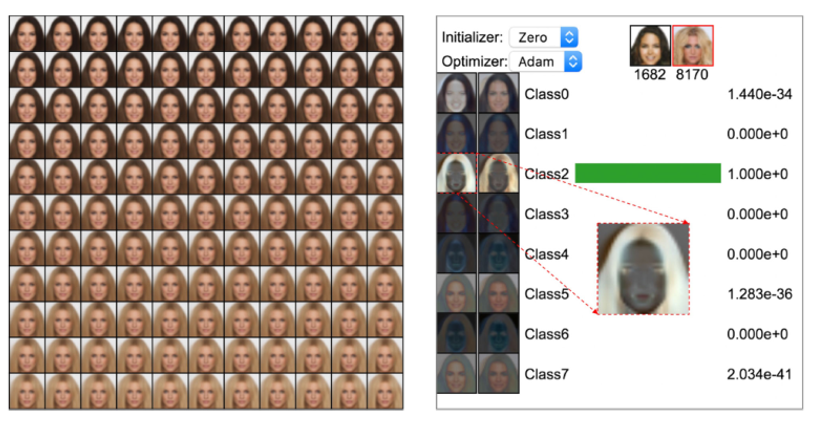 Initializer: Zero
Optimizer: Adam
1682 8170
Class0 1.440e-34
Class1 0.000e+0
Class2 1.000e+0
Class3 0.000e+0
Class4 0.000e+0
Class5 1.283e-36
Class6 0.000e+0
Class7 2.034e-41